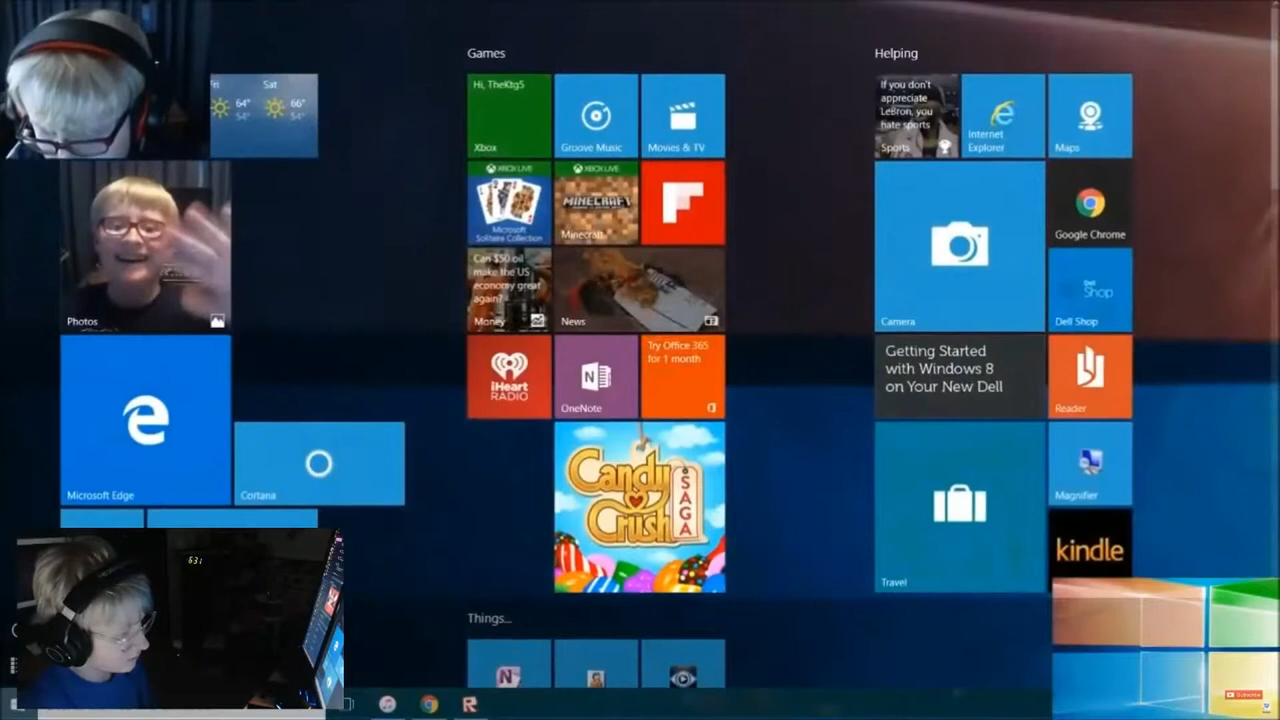 Games
Helping
Fri
Sat
64°
54°
66°
54°
Hi, TheKtg5
Xbox
Groove Music
Movies & TV
If you don't
appreciate
LeBron, you
hate sports
Sports
Internet
Explorer
Maps
XBOX LIVE
Microsoft
Solitaire Collection
XBOX LIVE
MINECRAFT
Minecraft
Google Chrome
Photos
Can $50 oil
make the US
economy great
again?
Money
News
Camera
Dell
Shop
Dell Shop
iHeart
RADIO
OneNote
Try Office 365
for 1 month
Getting Started
with Windows 8
on Your New Dell
Reader
Microsoft Edge
Cortana
Candy
Crush
SAGA
Travel
Magnifier
kindle
Things...
Subscribe